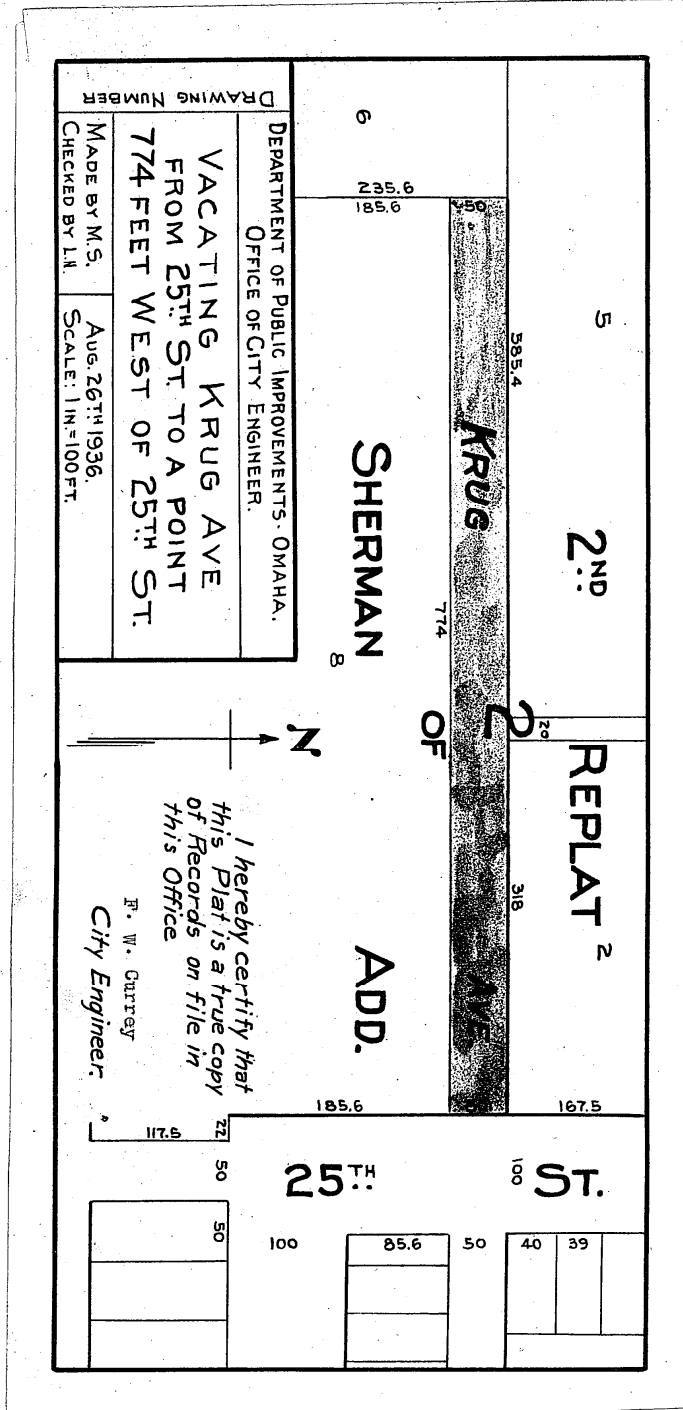 DRAWING NUMBER
DEPARTMENT OF PUBLIC IMPROVEMENTS · OMAHA.
OFFICE OF CITY ENGINEER.
VACATING KRUG AVE
FROM 25TH ST. TO A POINT
774 FEET WEST OF 25TH ST.
MADE BY M.S.
CHECKED BY L.H.
AUG. 26TH 1936.
SCALE: 1 IN.=100 FT.
6
235.6
185.6
50
5
385.4
KRUG
AVE
2ND
REPLAT
2
SHERMAN
8
774
OF
2
20
318
ADD.
N
I hereby certify that
this Plat is a true copy
of Records on file in
this Office
F. W. Currey
City Engineer.
185.6
167.5
117.5
22
50
25TH
100
ST.
50
100
85.6
50
40
39